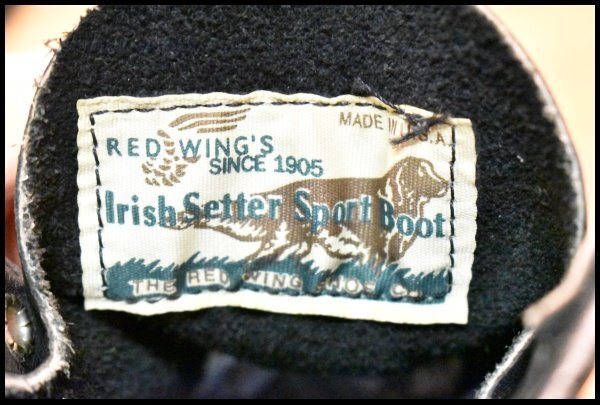 RED WING'S
SINCE 1905
MADE IN U.S.A.
Irish Setter Sport Boot
THE RED WING SHOE CO.